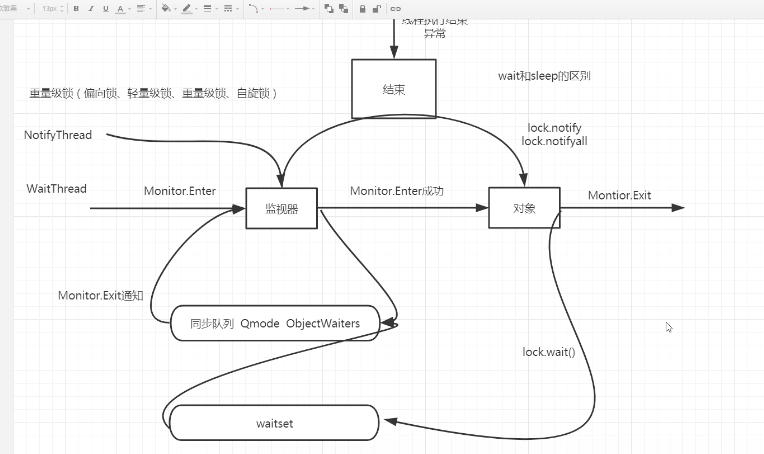 13px
B I U A
线程执行结束
异常
结束
wait和sleep的区别
重量级锁（偏向锁、轻量级锁、重量级锁、自旋锁）
NotifyThread
lock.notify
lock.notifyall
WaitThread
Monitor.Enter
监视器
Monitor.Enter成功
对象
Montior.Exit
Monitor.Exit通知
同步队列 Qmode ObjectWaiters
lock.wait()
waitset